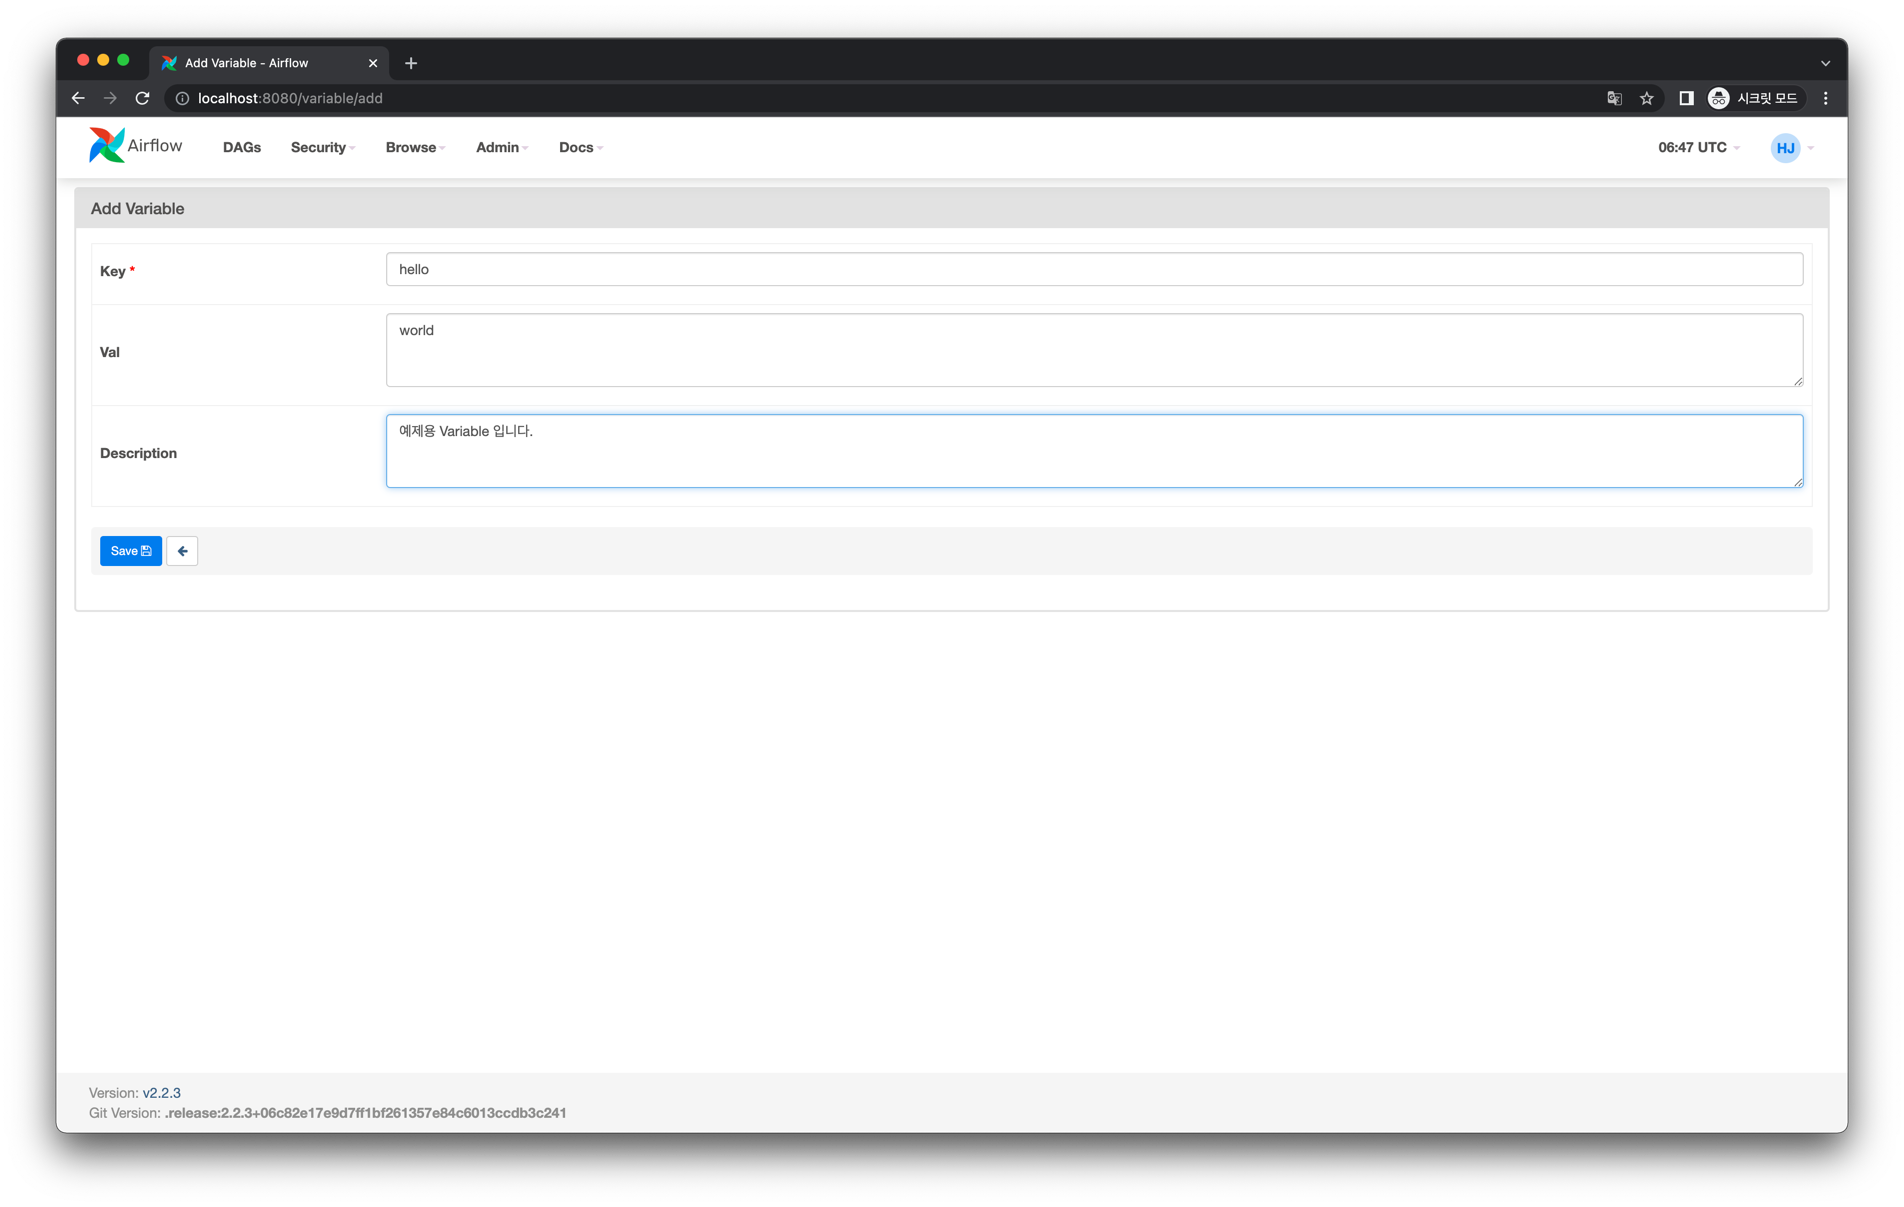 Add Variable - Airflow
localhost:8080/variable/add
시크릿 모드
Airflow DAGs Security Browse Admin Docs 06:47 UTC HJ
Add Variable
Key *
hello
Val
world
Description
예제용 Variable 입니다.
Save
Version: v2.2.3
Git Version: .release:2.2.3+06c82e17e9d7ff1bf261357e84c6013ccdb3c241